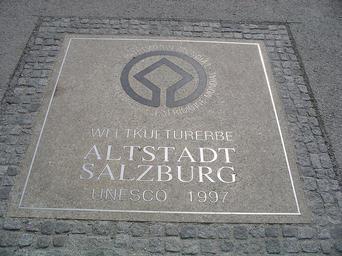 WELTKULTURERBE
ALTSTADT
SALZBURG
UNESCO 1997